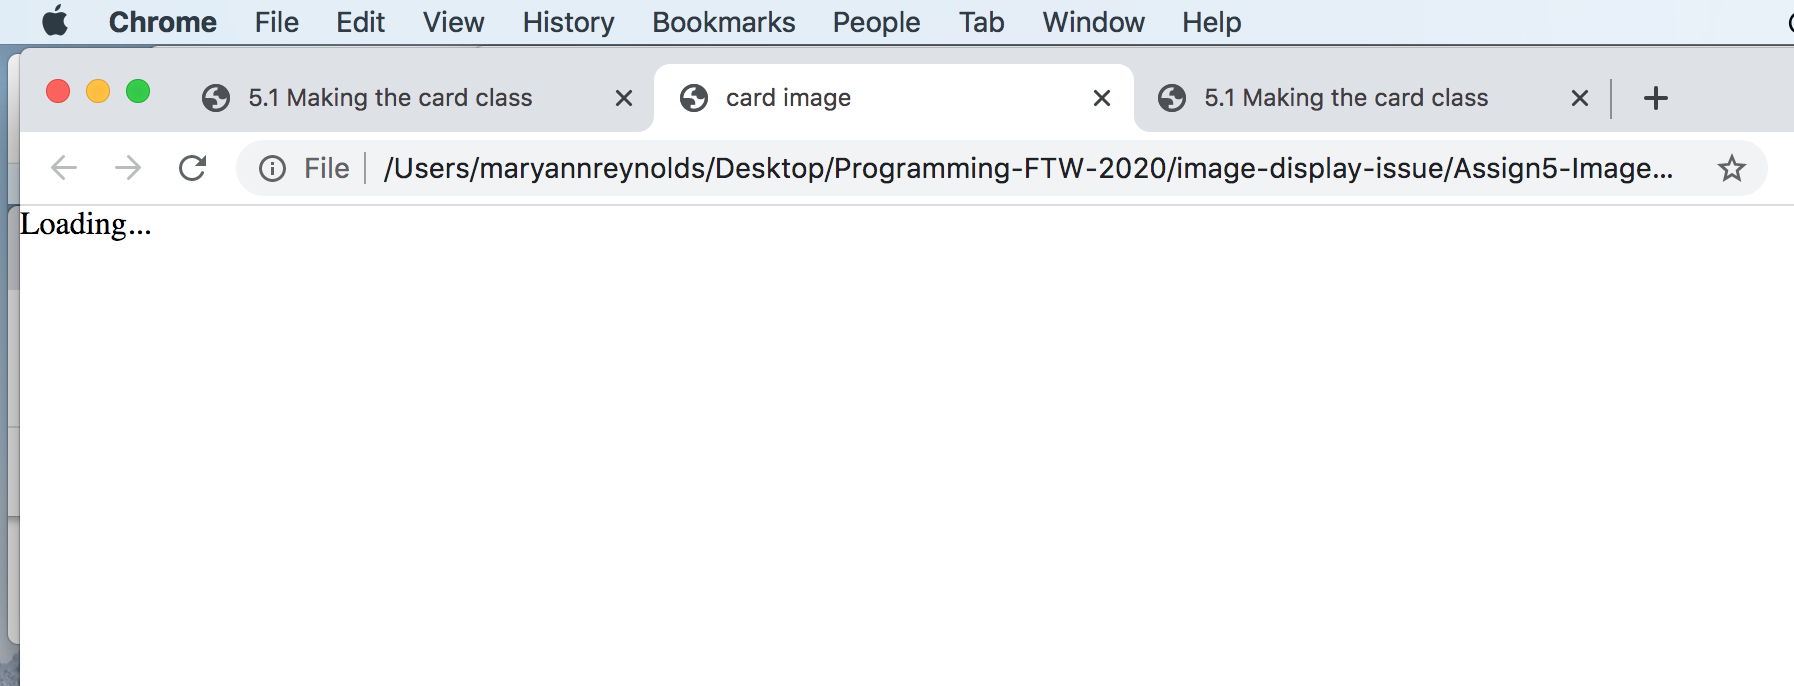 Chrome File Edit View History Bookmarks People Tab Window Help
5.1 Making the card class card image 5.1 Making the card class
File /Users/maryannreynolds/Desktop/Programming-FTW-2020/image-display-issue/Assign5-Image...
Loading...